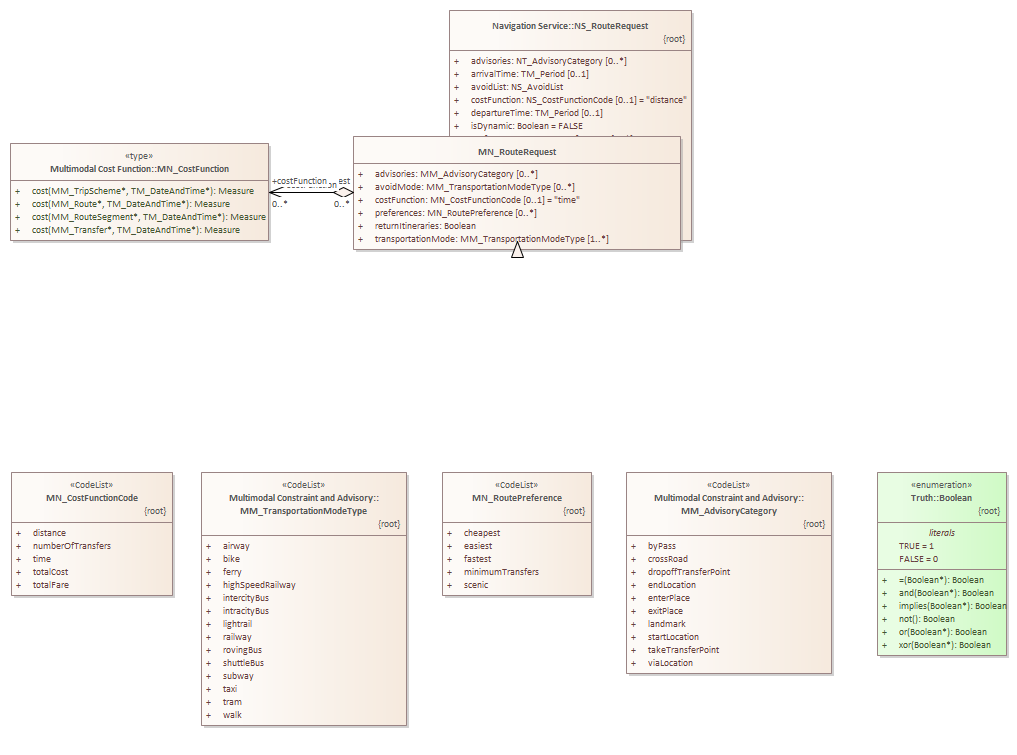 Navigation Service::NS_RouteRequest
{root}
+ advisories: NT_AdvisoryCategory [0..*]
+ arrivalTime: TM_Period [0..1]
+ avoidList: NS_AvoidList
+ costFunction: NS_CostFunctionCode [0..1] = "distance"
+ departureTime: TM_Period [0..1]
+ isDynamic: Boolean = FALSE
MN_RouteRequest
+ advisories: MM_AdvisoryCategory [0..*]
+ avoidMode: MM_TransportationModeType [0..*]
+ costFunction: MN_CostFunctionCode [0..1] = "time"
+ preferences: MN_RoutePreference [0..*]
+ returnItineraries: Boolean
+ transportationMode: MM_TransportationModeType [1..*]
«type»
Multimodal Cost Function::MN_CostFunction
+ cost(MM_TripScheme*, TM_DateAndTime*): Measure
+ cost(MM_Route*, TM_DateAndTime*): Measure
+ cost(MM_RouteSegment*, TM_DateAndTime*): Measure
+ cost(MM_Transfer*, TM_DateAndTime*): Measure
+costFunction
0..*
0..*
«CodeList»
MN_CostFunctionCode
{root}
+ distance
+ numberOfTransfers
+ time
+ totalCost
+ totalFare
«CodeList»
Multimodal Constraint and Advisory::
MM_TransportationModeType
{root}
+ airway
+ bike
+ ferry
+ highSpeedRailway
+ intercityBus
+ intracityBus
+ lightrail
+ railway
+ rovingBus
+ shuttleBus
+ subway
+ taxi
+ tram
+ walk
«CodeList»
MN_RoutePreference
{root}
+ cheapest
+ easiest
+ fastest
+ minimumTransfers
+ scenic
«CodeList»
Multimodal Constraint and Advisory::
MM_AdvisoryCategory
{root}
+ byPass
+ crossRoad
+ dropoffTransferPoint
+ endLocation
+ enterPlace
+ exitPlace
+ landmark
+ startLocation
+ takeTransferPoint
+ viaLocation
«enumeration»
Truth::Boolean
{root}
literals
TRUE = 1
FALSE = 0
+ =(Boolean*): Boolean
+ and(Boolean*): Boolean
+ implies(Boolean*): Boolean
+ not(): Boolean
+ or(Boolean*): Boolean
+ xor(Boolean*): Boolean